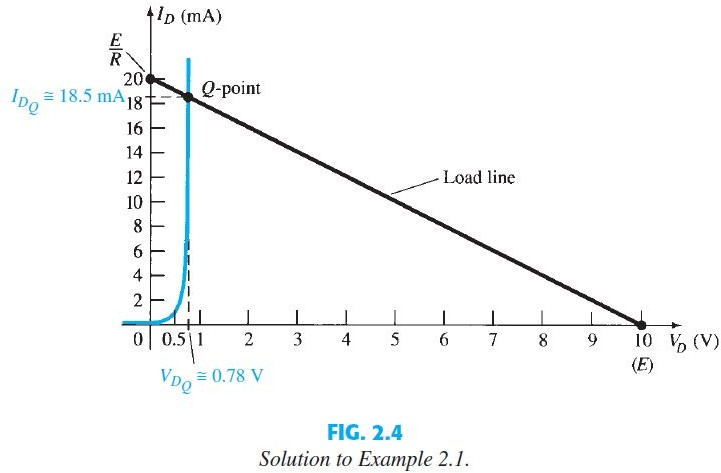 I_D (mA)
E
R
20
I_DQ ≅ 18.5 mA
Q-point
18
16
14
12
Load line
10
8
6
4
2
0 0.5 1 2 3 4 5 6 7 8 9 10 V_D (V)
(E)
V_DQ ≅ 0.78 V
FIG. 2.4
Solution to Example 2.1.